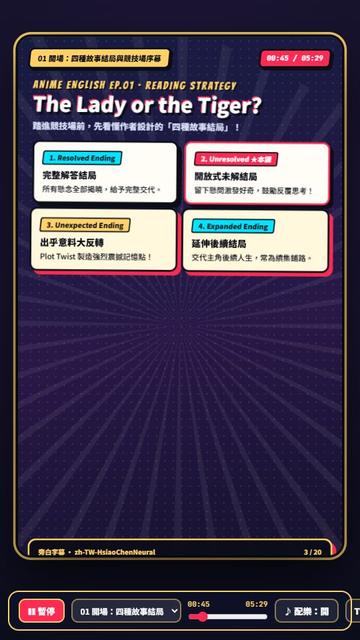 01 開場：四種故事結局與競技場序幕
00:45 / 05:29
ANIME ENGLISH EP.01 · READING STRATEGY
The Lady or the Tiger?
踏進競技場前，先看懂作者設計的「四種故事結局」！
1. Resolved Ending
完整解答結局
所有懸念全部揭曉，給予完整交代。
2. Unresolved ★本課
開放式未解結局
留下懸問激發好奇，鼓勵反覆思考！
3. Unexpected Ending
出乎意料大反轉
Plot Twist 製造強烈震撼記憶點！
4. Expanded Ending
延伸後續結局
交代主角後續人生，常為續集鋪路。
旁白字幕 • zh-TW-HsiaoChenNeural
3 / 20
暫停
01 開場：四種故事結局
00:45
05:29
♪ 配樂：開